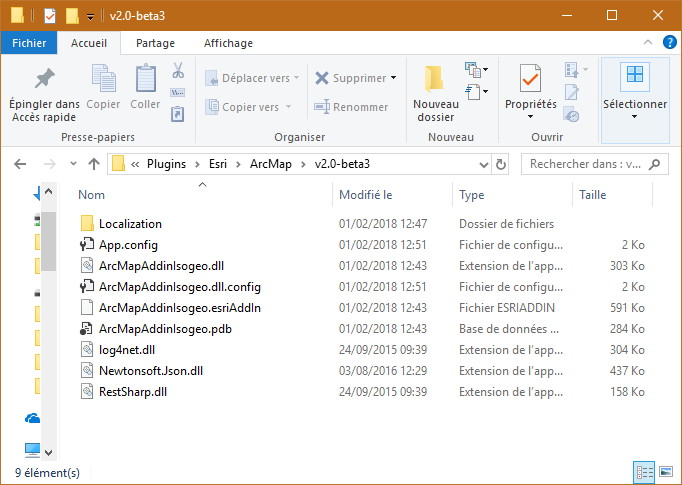 v2.0-beta3
Fichier Accueil Partage Affichage
Épingler dans Accès rapide
Copier
Coller
Presse-papiers
Déplacer vers
Copier vers
Supprimer
Renommer
Organiser
Nouveau dossier
Nouveau
Propriétés
Ouvrir
Sélectionner
« Plugins > Esri > ArcMap > v2.0-beta3
Rechercher dans : v...
Nom Modifié le Type Taille
Localization 01/02/2018 12:47 Dossier de fichiers
App.config 01/02/2018 12:51 Fichier de configu... 2 Ko
ArcMapAddinIsogeo.dll 01/02/2018 12:43 Extension de l'app... 303 Ko
ArcMapAddinIsogeo.dll.config 01/02/2018 12:51 Fichier de configu... 2 Ko
ArcMapAddinIsogeo.esriAddIn 01/02/2018 12:43 Fichier ESRIADDIN 591 Ko
ArcMapAddinIsogeo.pdb 01/02/2018 12:43 Base de données ... 284 Ko
log4net.dll 24/09/2015 09:39 Extension de l'app... 304 Ko
Newtonsoft.Json.dll 03/08/2016 12:29 Extension de l'app... 437 Ko
RestSharp.dll 24/09/2015 09:39 Extension de l'app... 158 Ko
9 élément(s)